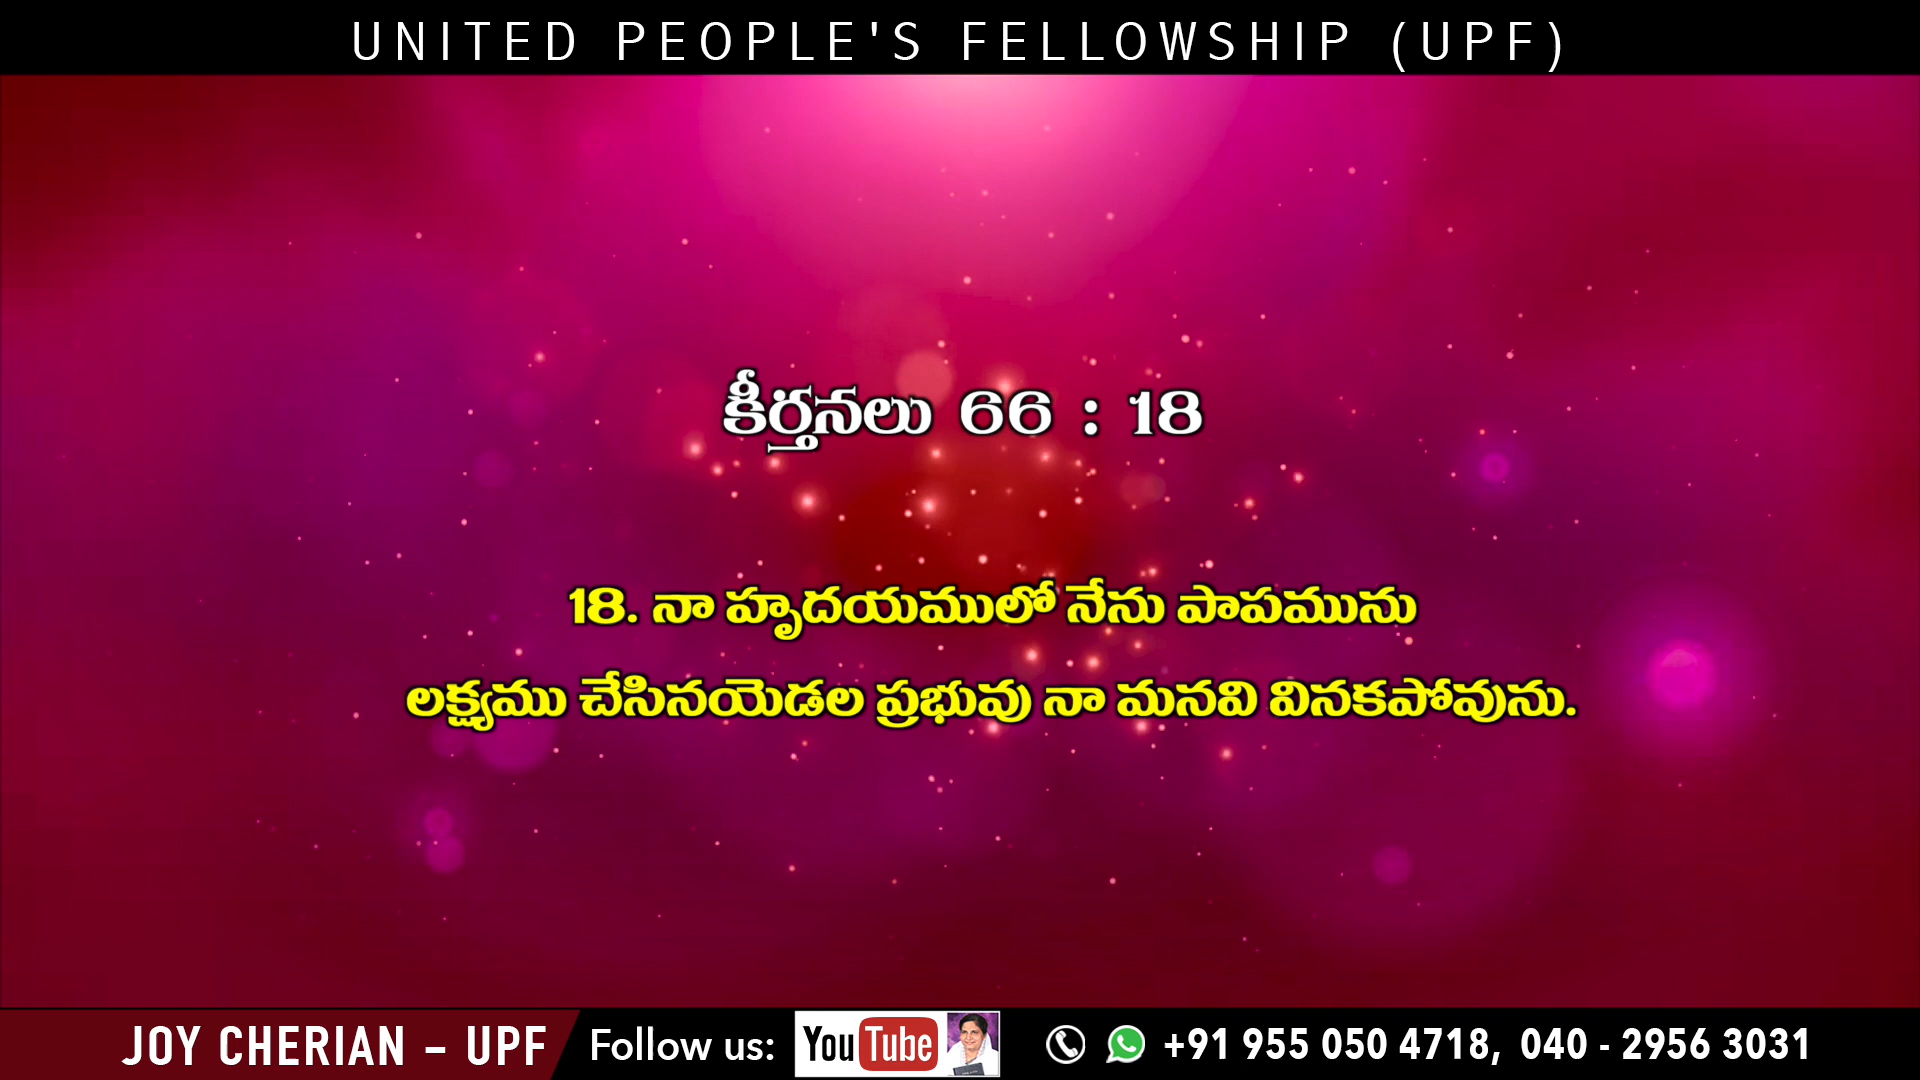 UNITED PEOPLE'S FELLOWSHIP (UPF)
కీర్తనలు 66 : 18
18. నా హృదయములో నేను పాపమును
లక్ష్యము చేసినయెడల ప్రభువు నా మనవి వినకపోవును.
JOY CHERIAN – UPF Follow us: YouTube +91 955 050 4718, 040 - 2956 3031